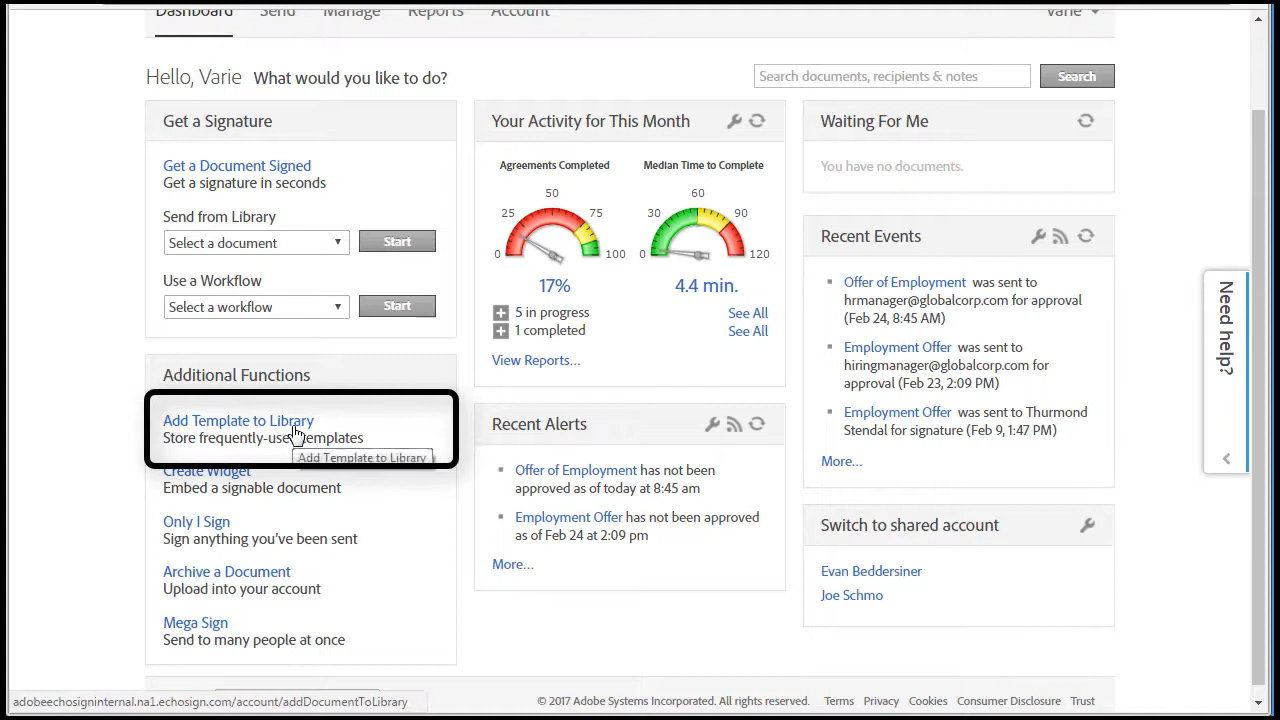 Dashboard Send Manage Reports Account Varie
Hello, Varie What would you like to do?
Search documents, recipients & notes
Search
Get a Signature
Get a Document Signed
Get a signature in seconds
Send from Library
Select a document
Start
Use a Workflow
Select a workflow
Start
Additional Functions
Add Template to Library
Store frequently-used templates
Add Template to Library
Create Widget
Embed a signable document
Only I Sign
Sign anything you've been sent
Archive a Document
Upload into your account
Mega Sign
Send to many people at once
Your Activity for This Month
Agreements Completed
0 25 50 75 100
17%
Median Time to Complete
0 30 60 90 120
4.4 min.
5 in progress See All
1 completed See All
View Reports...
Recent Alerts
Offer of Employment has not been
approved as of today at 8:45 am
Employment Offer has not been approved
as of Feb 24 at 2:09 pm
More...
Waiting For Me
You have no documents.
Recent Events
Offer of Employment was sent to
hrmanager@globalcorp.com for approval
(Feb 24, 8:45 AM)
Employment Offer was sent to
hiringmanager@globalcorp.com for
approval (Feb 23, 2:09 PM)
Employment Offer was sent to Thurmond
Stendal for signature (Feb 9, 1:47 PM)
More...
Switch to shared account
Evan Beddersiner
Joe Schmo
Need help?
adobeechosigninternal.na1.echosign.com/account/addDocumentToLibrary
© 2017 Adobe Systems Incorporated. All rights reserved. Terms Privacy Cookies Consumer Disclosure Trust